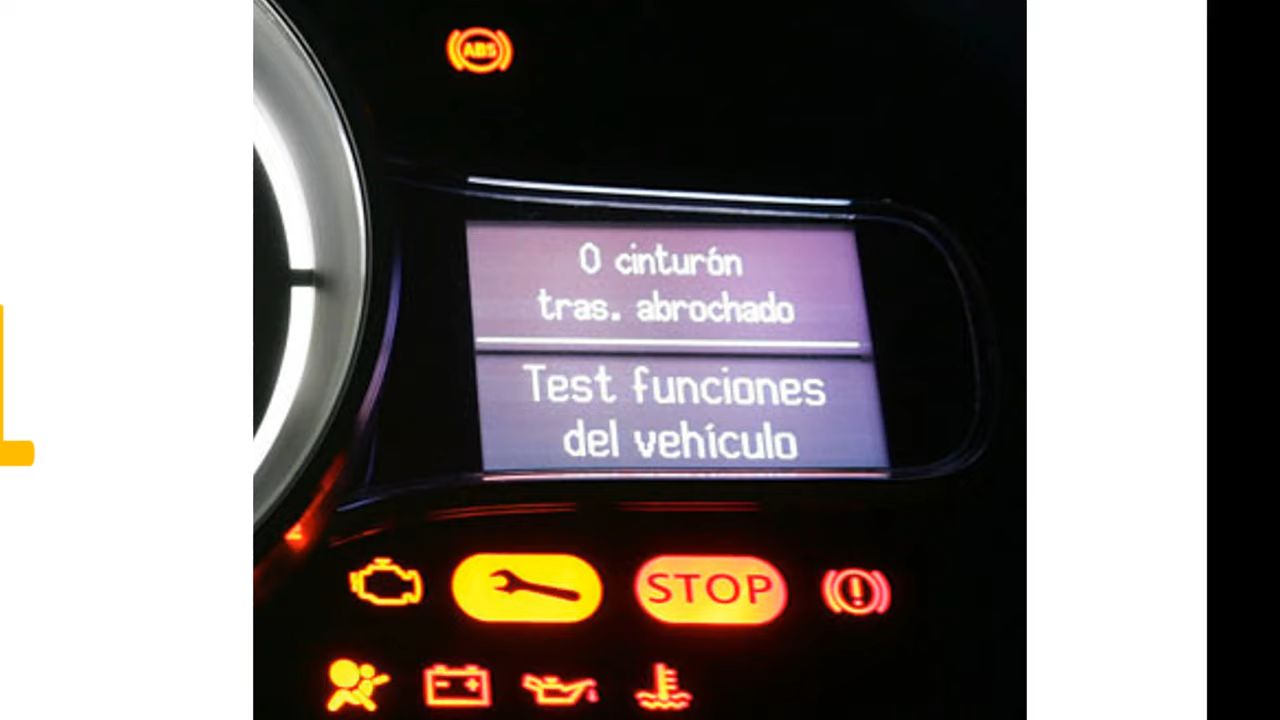 ABS
0 cinturón
tras. abrochado
Test funciones
del vehículo
STOP